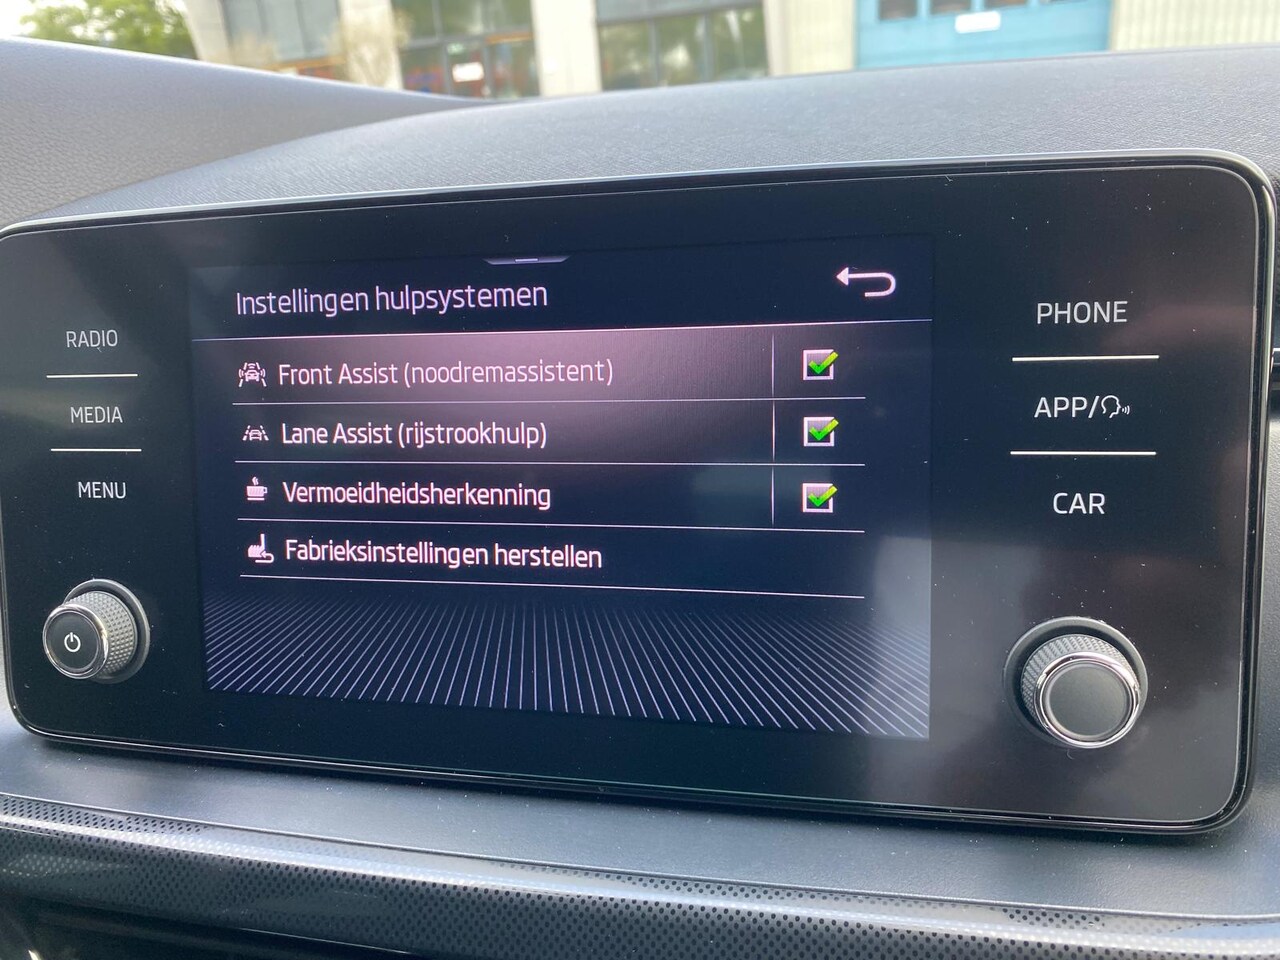 Instellingen hulpsystemen
Front Assist (noodremassistent)
Lane Assist (rijstrookhulp)
Vermoeidheidsherkenning
Fabrieksinstellingen herstellen
RADIO
MEDIA
MENU
PHONE
APP/
CAR